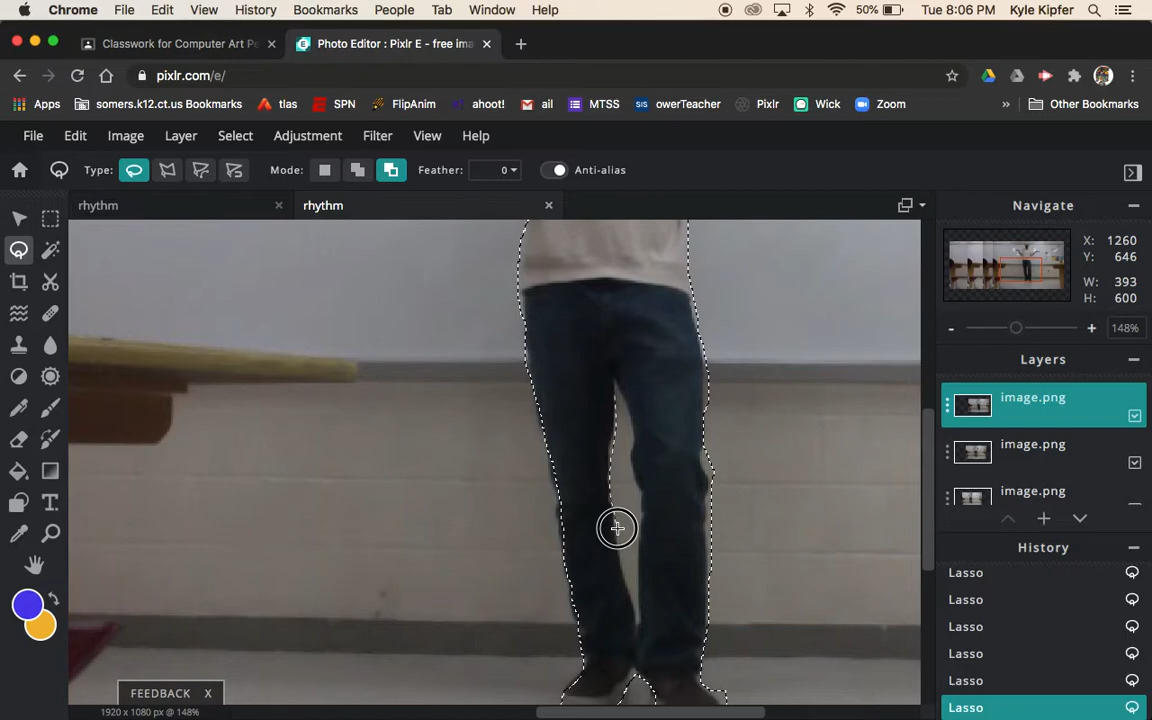 Chrome File Edit View History Bookmarks People Tab Window Help 50% Tue 8:06 PM Kyle Kipfer
Classwork for Computer Art Pe Photo Editor : Pixlr E - free ima
pixlr.com/e/
Apps somers.k12.ct.us Bookmarks tlas SPN FlipAnim ahoot! ail MTSS SIS owerTeacher Pixlr Wick Zoom » Other Bookmarks
File Edit Image Layer Select Adjustment Filter View Help
Type: Mode: Feather: 0 Anti-alias
rhythm rhythm
Navigate
X: 1260
Y: 646
W: 393
H: 600
- + 148%
Layers
image.png
image.png
image.png
History
Lasso
Lasso
Lasso
Lasso
Lasso
Lasso
FEEDBACK X
1920 x 1080 px @ 148%